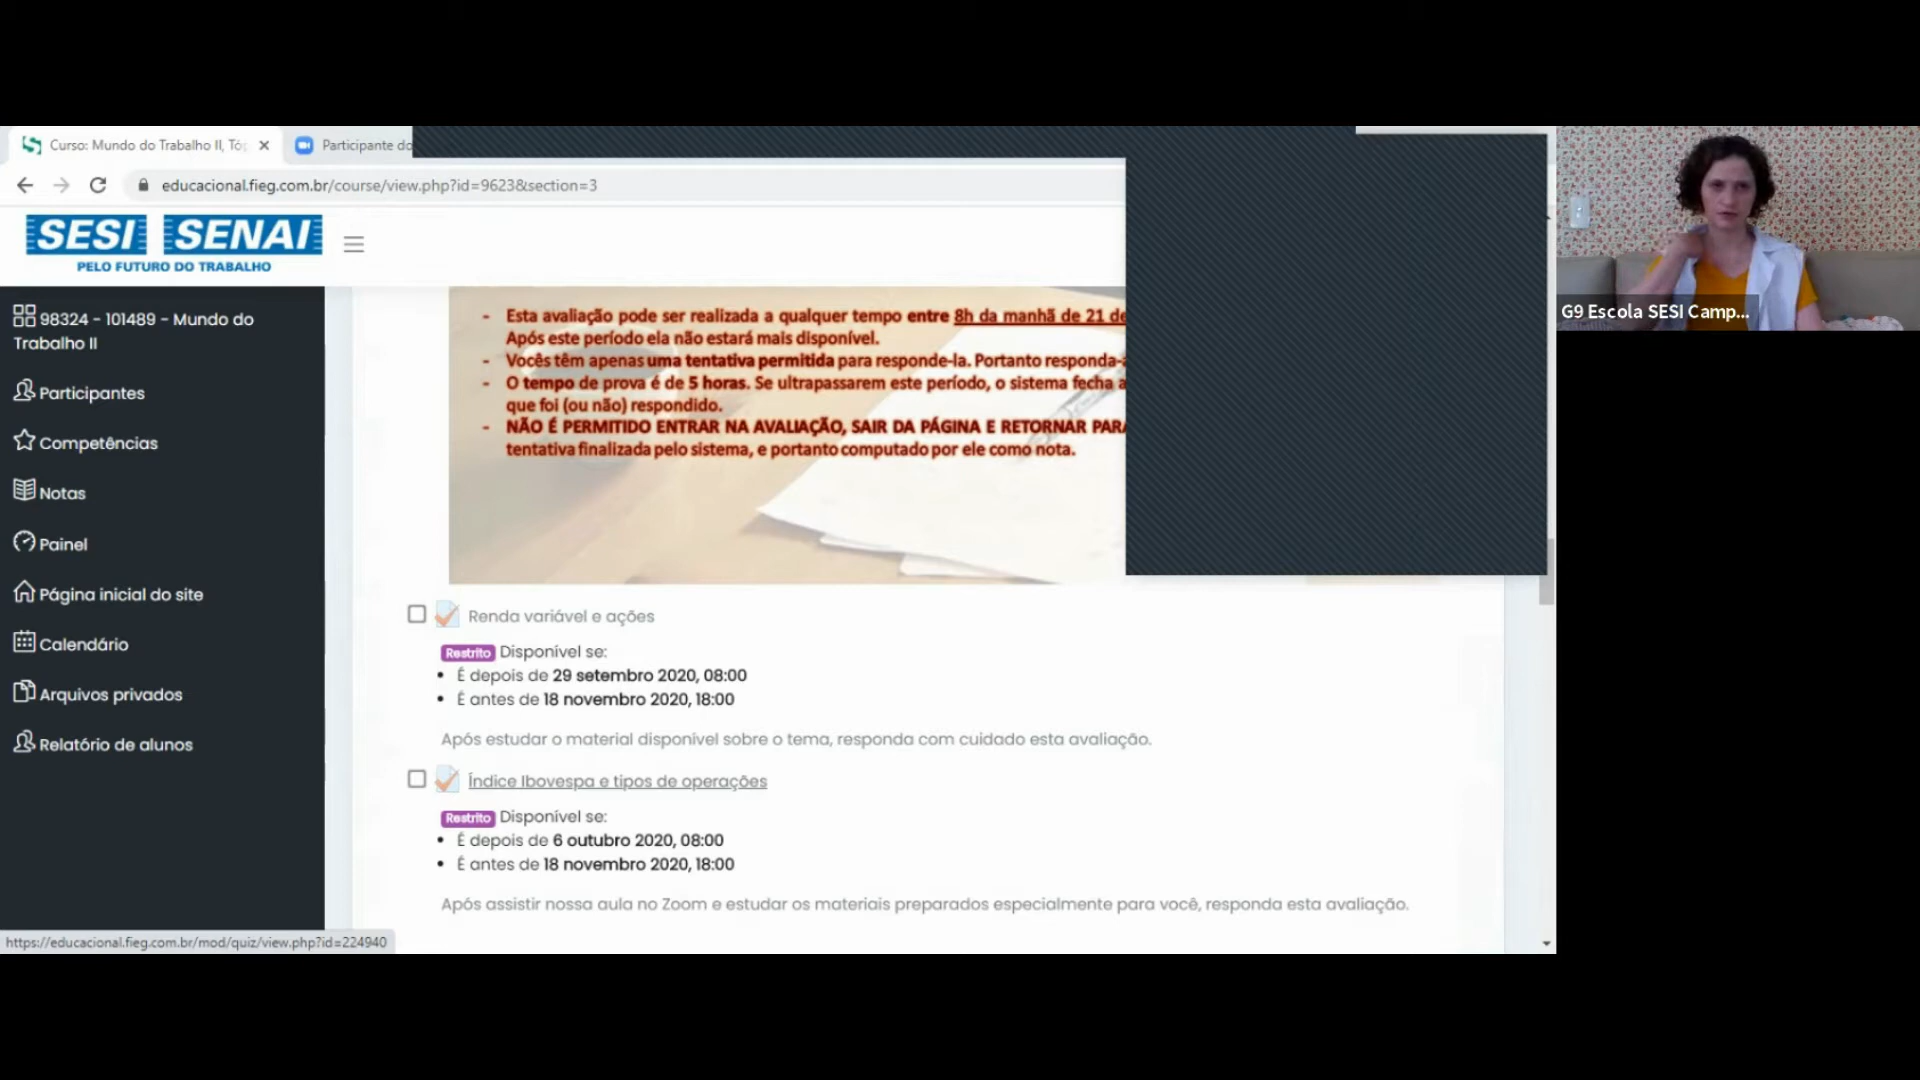 Curso: Mundo do Trabalho II, Tóp
Participante do
educacional.fieg.com.br/course/view.php?id=9623&section=3
SESI SENAI
PELO FUTURO DO TRABALHO
98324 - 101489 - Mundo do
Trabalho II
Participantes
Competências
Notas
Painel
Página inicial do site
Calendário
Arquivos privados
Relatório de alunos
- Esta avaliação pode ser realizada a qualquer tempo entre 8h da manhã de 21 de
Após este período ela não estará mais disponível.
- Vocês têm apenas uma tentativa permitida para responde-la. Portanto responda-a
- O tempo de prova é de 5 horas. Se ultrapassarem este período, o sistema fecha a
que foi (ou não) respondido.
- NÃO É PERMITIDO ENTRAR NA AVALIAÇÃO, SAIR DA PÁGINA E RETORNAR PARA
tentativa finalizada pelo sistema, e portanto computado por ele como nota.
Renda variável e ações
Restrito Disponível se:
• É depois de 29 setembro 2020, 08:00
• É antes de 18 novembro 2020, 18:00
Após estudar o material disponível sobre o tema, responda com cuidado esta avaliação.
Índice Ibovespa e tipos de operações
Restrito Disponível se:
• É depois de 6 outubro 2020, 08:00
• É antes de 18 novembro 2020, 18:00
Após assistir nossa aula no Zoom e estudar os materiais preparados especialmente para você, responda esta avaliação.
https://educacional.fieg.com.br/mod/quiz/view.php?id=224940
G9 Escola SESI Camp...